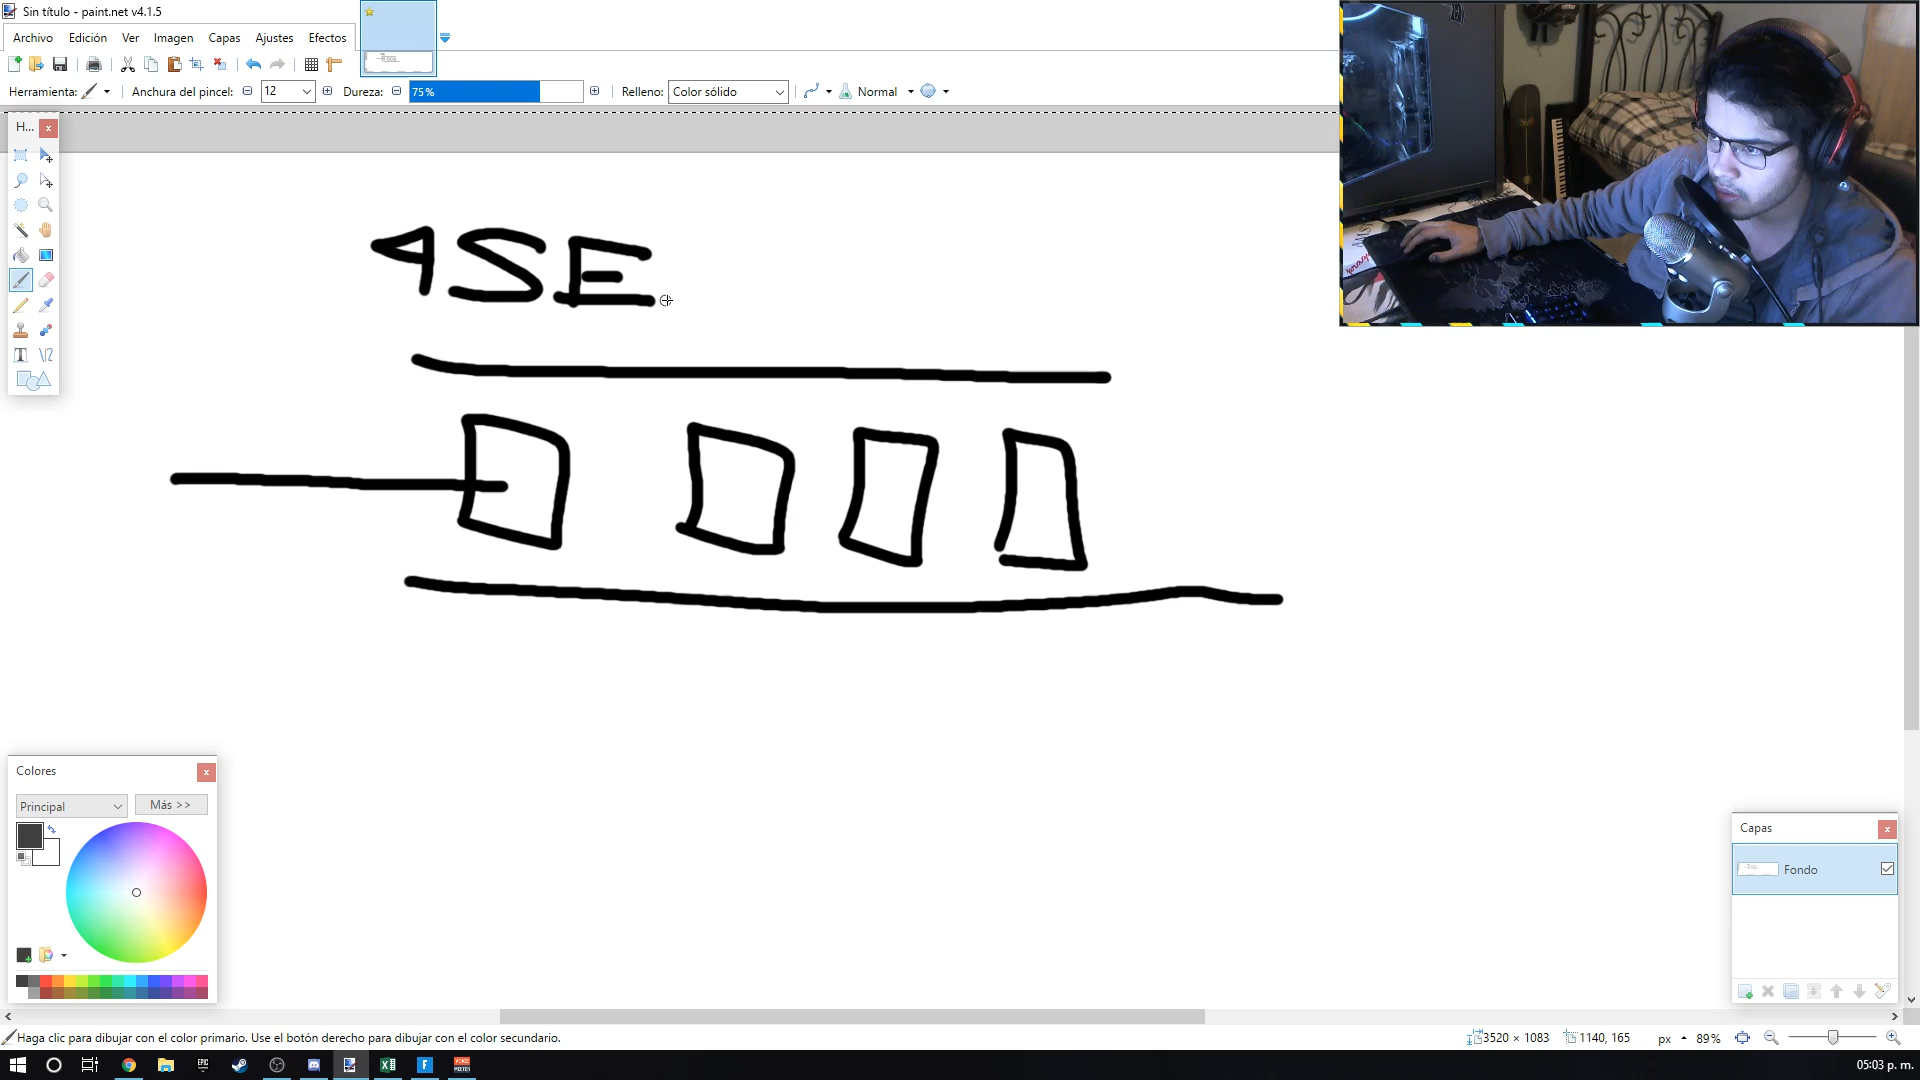 Sin título - paint.net v4.1.5
Archivo Edición Ver Imagen Capas Ajustes Efectos
Herramienta: Anchura del pincel: 12 Dureza: 75% Relleno: Color sólido Normal
H...
4SE
Colores
Principal Más >>
Capas
Fondo
Haga clic para dibujar con el color primario. Use el botón derecho para dibujar con el color secundario. 3520 × 1083 1140, 165 px 89%
EPIC
05:03 p. m.